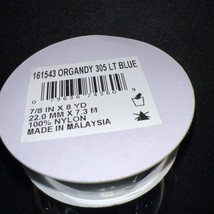 161543 ORGANDY 305 LT BLUE
7/8 IN X 8 YD
22.0 MM X 7.3 M
100% NYLON
MADE IN MALAYSIA